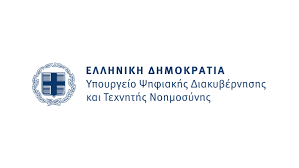 ΕΛΛΗΝΙΚΗ ΔΗΜΟΚΡΑΤΙΑ
Υπουργείο Ψηφιακής Διακυβέρνησης
και Τεχνητής Νοημοσύνης